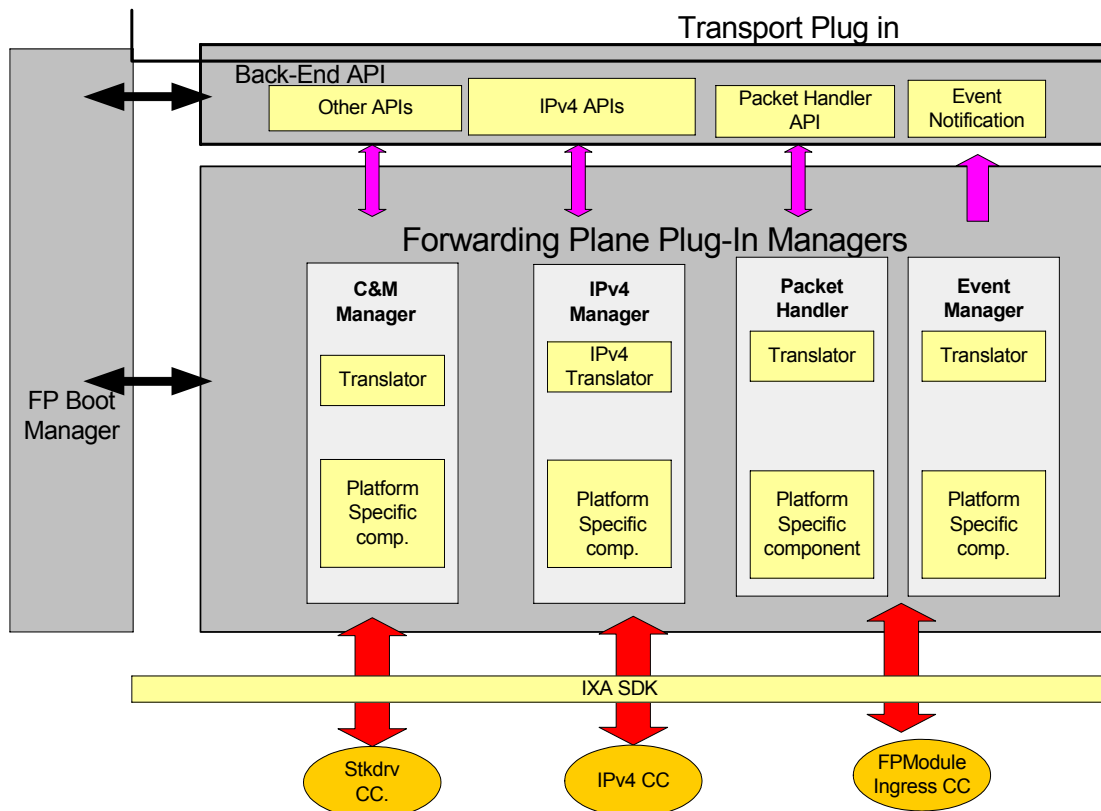 Transport Plug in
Back-End API
Other APIs
IPv4 APIs
Packet Handler
API
Event
Notification
Forwarding Plane Plug-In Managers
C&M
Manager
Translator
Platform
Specific
comp.
IPv4
Manager
IPv4
Translator
Platform
Specific
comp.
Packet
Handler
Translator
Platform
Specific
component
Event
Manager
Translator
Platform
Specific
comp.
FP Boot
Manager
IXA SDK
Stkdrv
CC.
IPv4 CC
FPModule
Ingress CC